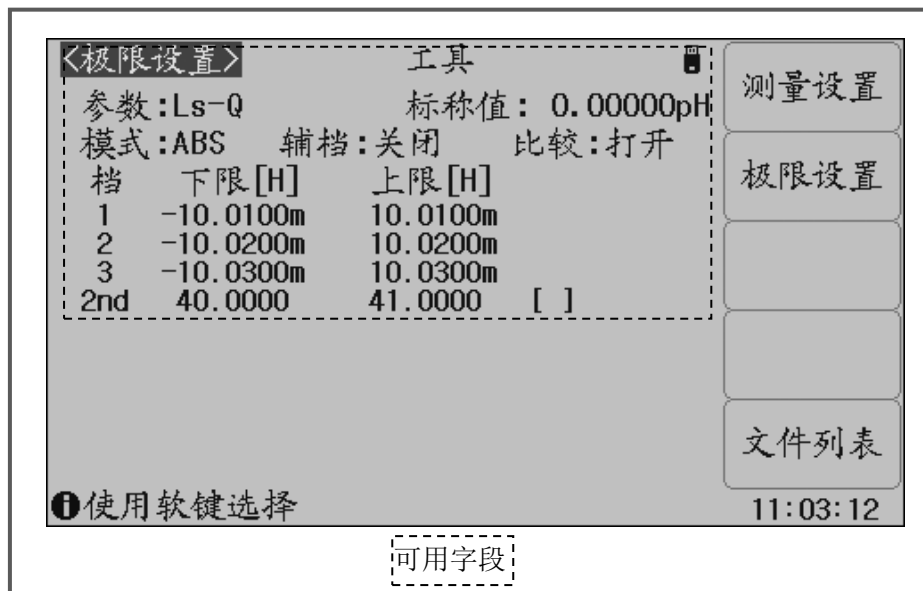 <极限设置> 工具
参数:Ls-Q 标称值: 0.00000pH
模式:ABS 辅档:关闭 比较:打开
档 下限[H] 上限[H]
1 -10.0100m 10.0100m
2 -10.0200m 10.0200m
3 -10.0300m 10.0300m
2nd 40.0000 41.0000 [ ]
测量设置
极限设置
文件列表
使用软键选择
11:03:12
可用字段